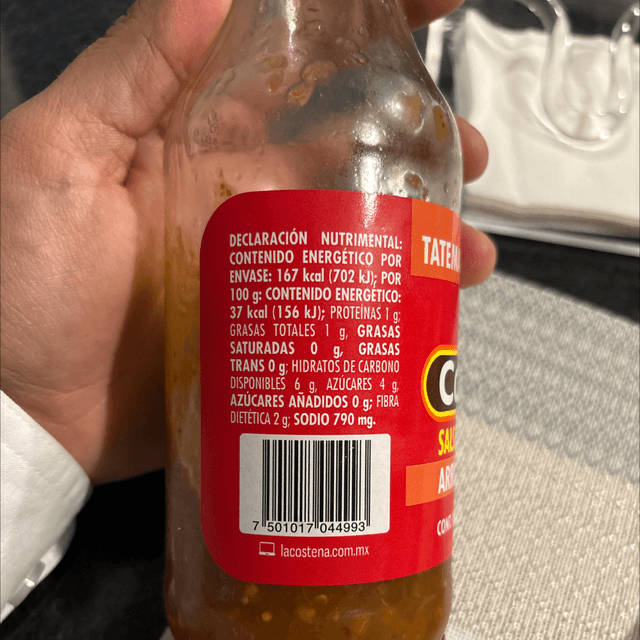 DECLARACIÓN NUTRIMENTAL:
CONTENIDO ENERGÉTICO POR
ENVASE: 167 kcal (702 kJ); POR
100 g: CONTENIDO ENERGÉTICO:
37 kcal (156 kJ); PROTEÍNAS 1 g;
GRASAS TOTALES 1 g, GRASAS
SATURADAS 0 g, GRASAS
TRANS 0 g; HIDRATOS DE CARBONO
DISPONIBLES 6 g, AZÚCARES 4 g,
AZÚCARES AÑADIDOS 0 g; FIBRA
DIETÉTICA 2 g; SODIO 790 mg.
7 501017 044993
lacostena.com.mx